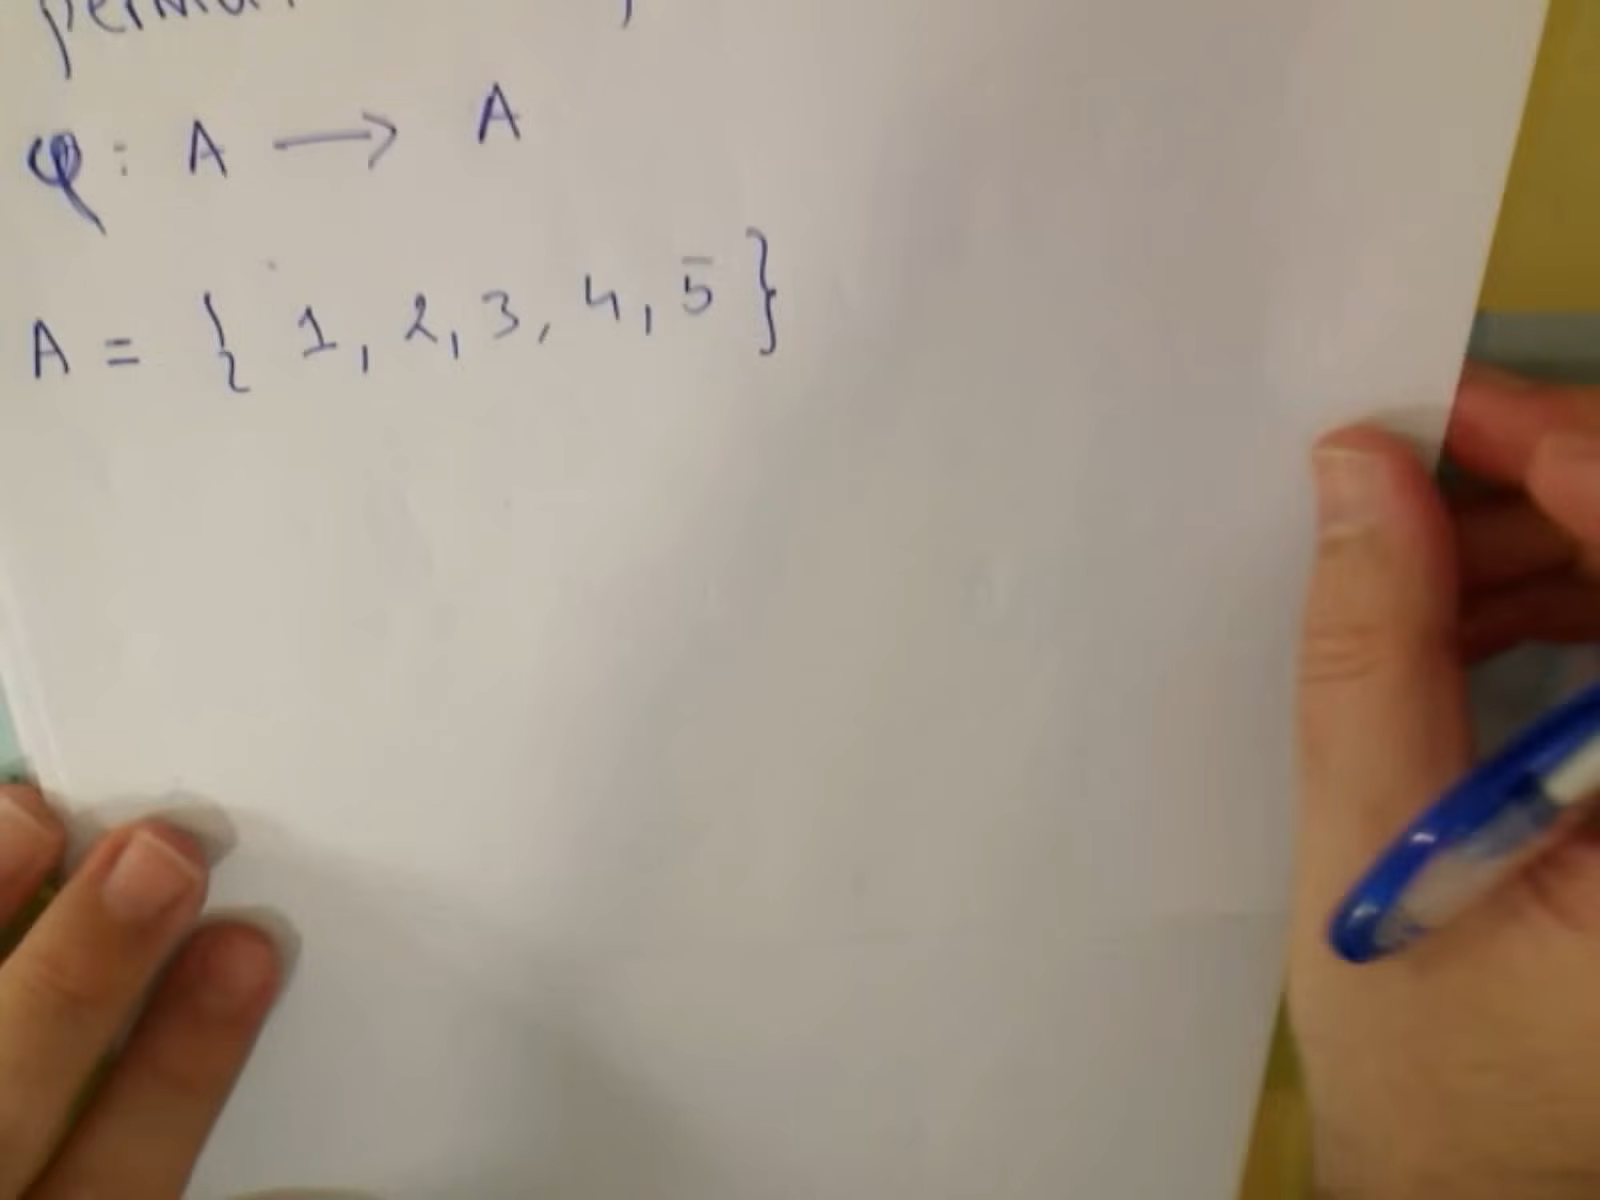 φ: A → A
A = { 1, 2, 3, 4, 5 }